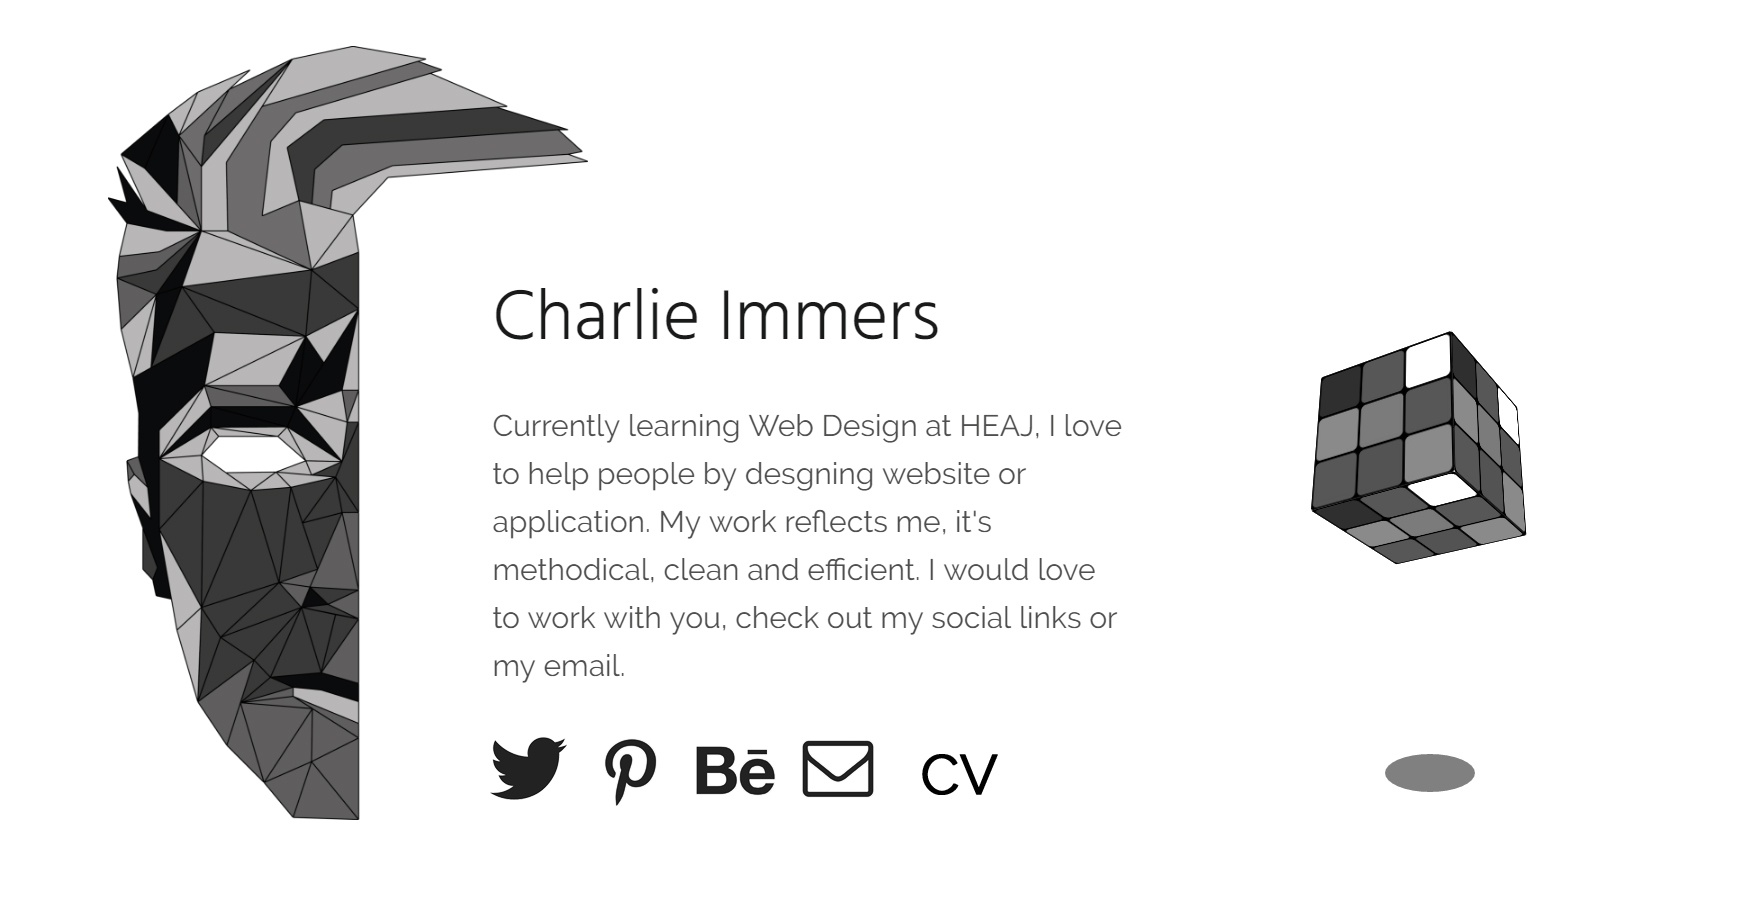 Charlie Immers
Currently learning Web Design at HEAJ, I love
to help people by desgning website or
application. My work reflects me, it's
methodical, clean and efficient. I would love
to work with you, check out my social links or
my email.
Bē CV